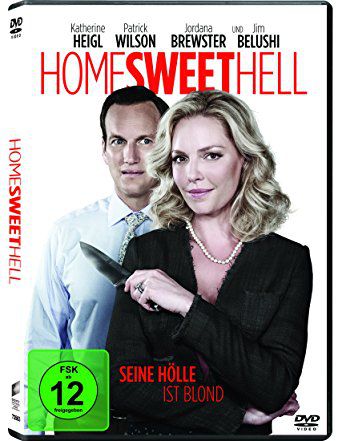 Katherine
HEIGL
Patrick
WILSON
Jordana
BREWSTER
UND
Jim
BELUSHI
HOMESWEETHELL
SEINE HÖLLE
IST BLOND
FSK
ab
12
freigegeben
DVD
VIDEO
DVD
HOMESWEETHELL